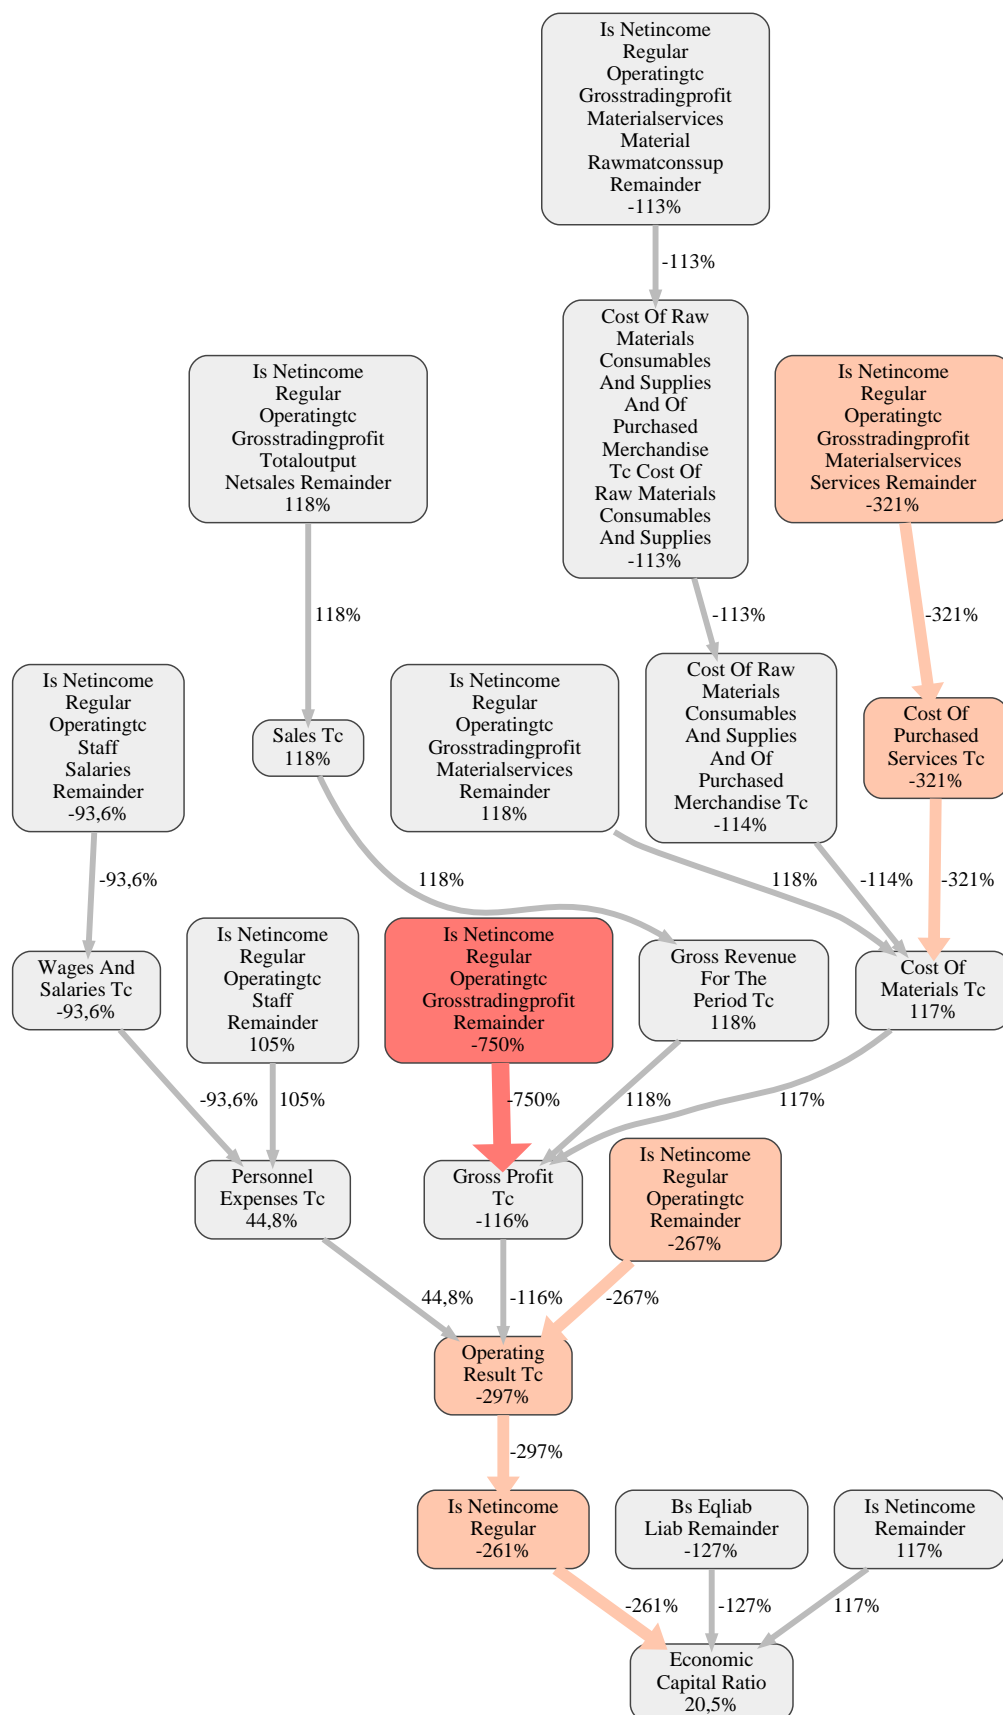 Is Netincome
Regular
Operatingtc
Grosstradingprofit
Materialservices
Material
Rawmatconssup
Remainder
-113%
-113%
Cost Of Raw
Materials
Consumables
And Supplies
And Of
Purchased
Merchandise
Tc Cost Of
Raw Materials
Consumables
And Supplies
-113%
Is Netincome
Regular
Operatingtc
Grosstradingprofit
Totaloutput
Netsales Remainder
118%
Is Netincome
Regular
Operatingtc
Grosstradingprofit
Materialservices
Services Remainder
-321%
118%
-113%
-321%
Is Netincome
Regular
Operatingtc
Staff
Salaries
Remainder
-93,6%
Sales Tc
118%
Is Netincome
Regular
Operatingtc
Grosstradingprofit
Materialservices
Remainder
118%
Cost Of Raw
Materials
Consumables
And Supplies
And Of
Purchased
Merchandise Tc
-114%
Cost Of
Purchased
Services Tc
-321%
-93,6%
118%
118%
-114%
-321%
Wages And
Salaries Tc
-93,6%
Is Netincome
Regular
Operatingtc
Staff
Remainder
105%
Is Netincome
Regular
Operatingtc
Grosstradingprofit
Remainder
-750%
Gross Revenue
For The
Period Tc
118%
Cost Of
Materials Tc
117%
-93,6%
105%
-750%
118%
117%
Personnel
Expenses Tc
44,8%
Gross Profit
Tc
-116%
Is Netincome
Regular
Operatingtc
Remainder
-267%
44,8%
-116%
-267%
Operating
Result Tc
-297%
-297%
Is Netincome
Regular
-261%
Bs Eqliab
Liab Remainder
-127%
Is Netincome
Remainder
117%
-261%
-127%
117%
Economic
Capital Ratio
20,5%